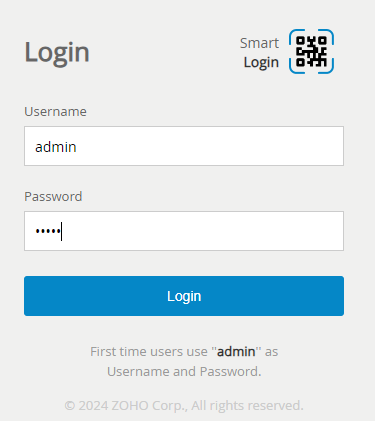 Login
Smart
Login
Username
admin
Password
•••••
Login
First time users use "admin" as
Username and Password.
© 2024 ZOHO Corp., All rights reserved.